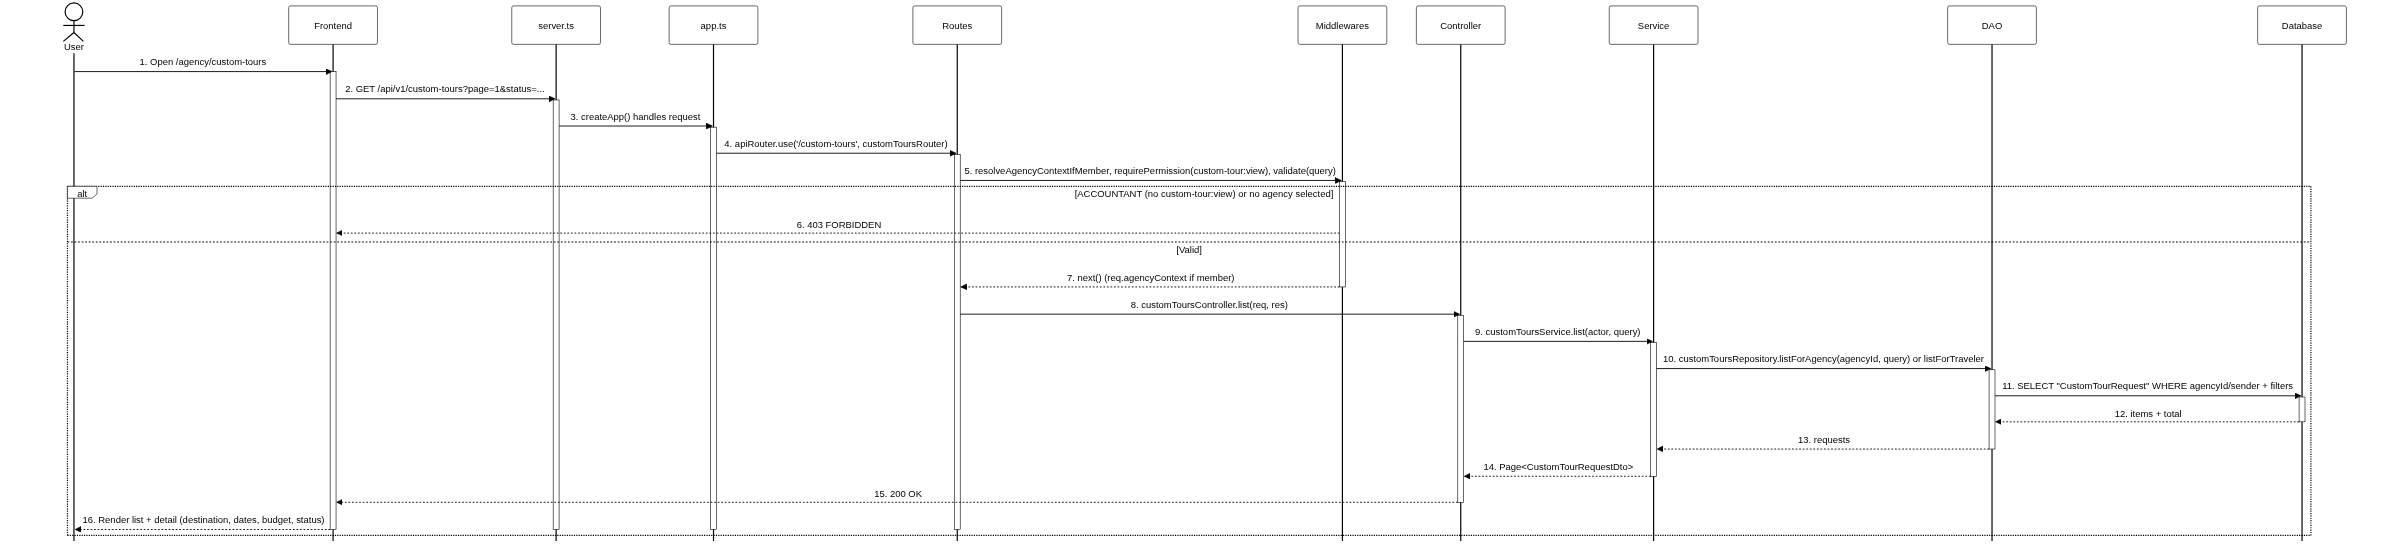 User
Frontend
server.ts
app.ts
Routes
Middlewares
Controller
Service
DAO
Database
1. Open /agency/custom-tours
2. GET /api/v1/custom-tours?page=1&status=...
3. createApp() handles request
4. apiRouter.use('/custom-tours', customToursRouter)
5. resolveAgencyContextIfMember, requirePermission(custom-tour:view), validate(query)
alt
[ACCOUNTANT (no custom-tour:view) or no agency selected]
6. 403 FORBIDDEN
[Valid]
7. next() (req.agencyContext if member)
8. customToursController.list(req, res)
9. customToursService.list(actor, query)
10. customToursRepository.listForAgency(agencyId, query) or listForTraveler
11. SELECT "CustomTourRequest" WHERE agencyId/sender + filters
12. items + total
13. requests
14. Page<CustomTourRequestDto>
15. 200 OK
16. Render list + detail (destination, dates, budget, status)